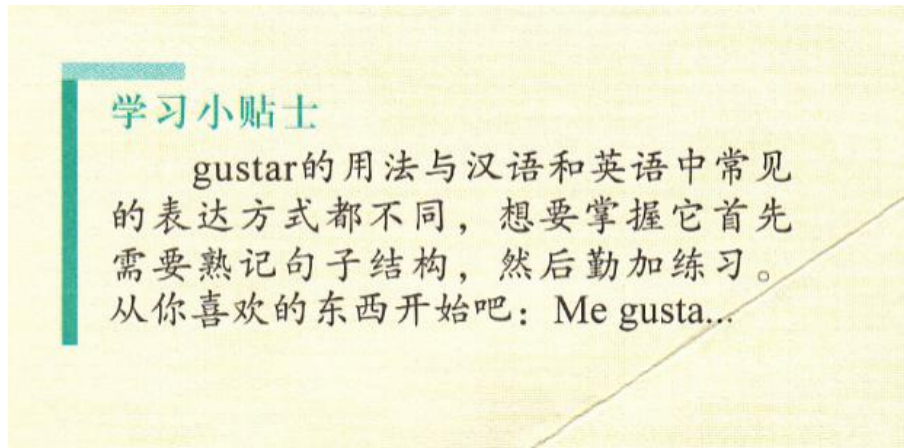 学习小贴士
gustar的用法与汉语和英语中常见
的表达方式都不同，想要掌握它首先
需要熟记句子结构，然后勤加练习。
从你喜欢的东西开始吧：Me gusta...